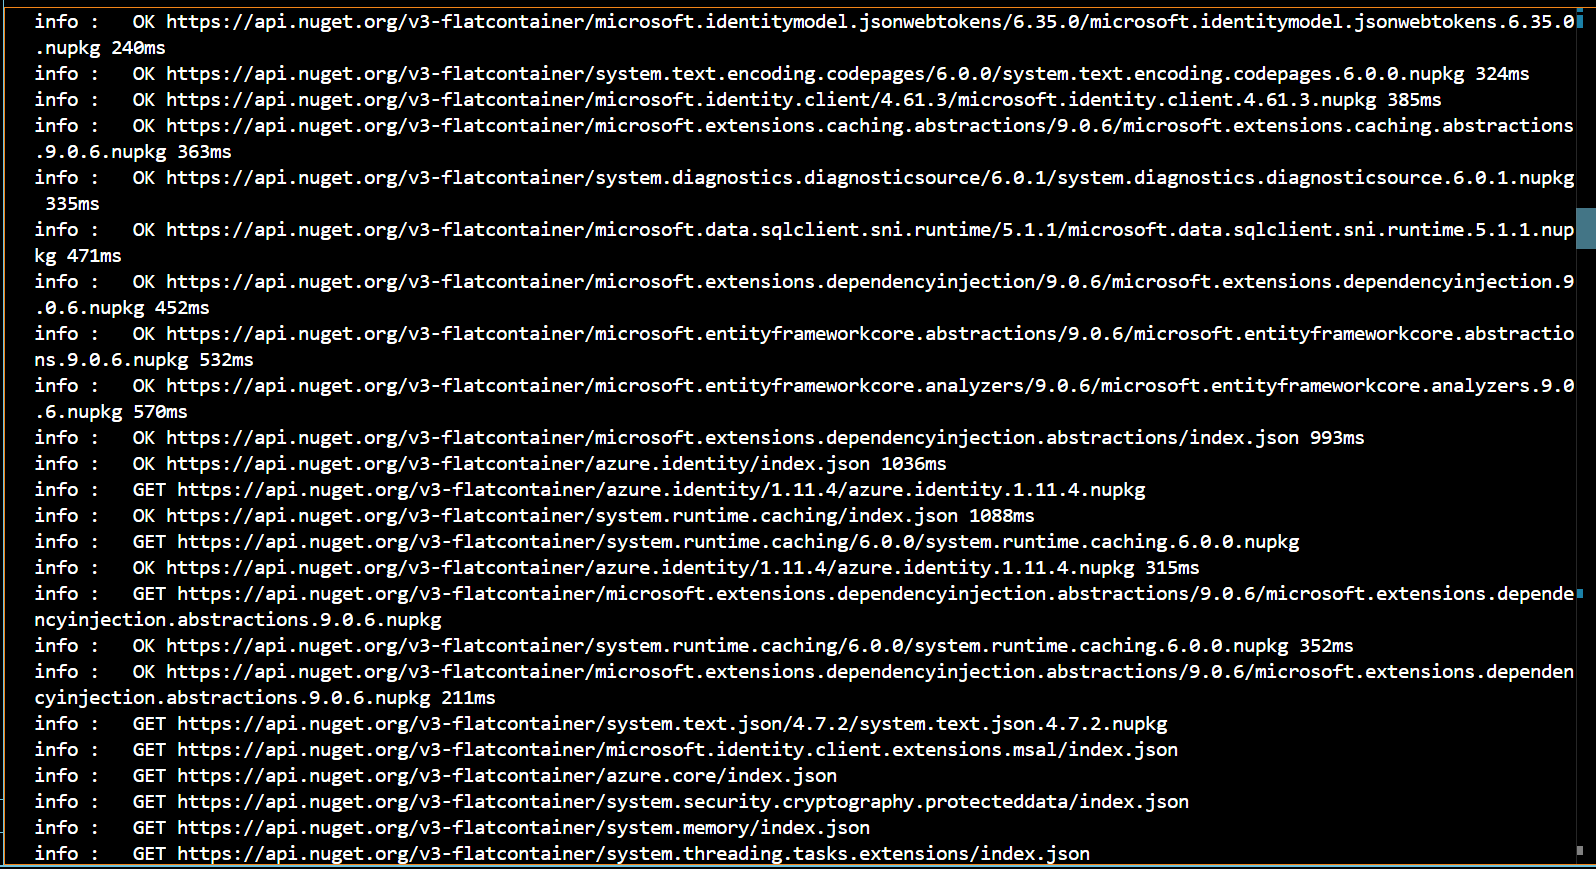 info :   OK https://api.nuget.org/v3-flatcontainer/microsoft.identitymodel.jsonwebtokens/6.35.0/microsoft.identitymodel.jsonwebtokens.6.35.0
.nupkg 240ms
info :   OK https://api.nuget.org/v3-flatcontainer/system.text.encoding.codepages/6.0.0/system.text.encoding.codepages.6.0.0.nupkg 324ms
info :   OK https://api.nuget.org/v3-flatcontainer/microsoft.identity.client/4.61.3/microsoft.identity.client.4.61.3.nupkg 385ms
info :   OK https://api.nuget.org/v3-flatcontainer/microsoft.extensions.caching.abstractions/9.0.6/microsoft.extensions.caching.abstractions
.9.0.6.nupkg 363ms
info :   OK https://api.nuget.org/v3-flatcontainer/system.diagnostics.diagnosticsource/6.0.1/system.diagnostics.diagnosticsource.6.0.1.nupkg
 335ms
info :   OK https://api.nuget.org/v3-flatcontainer/microsoft.data.sqlclient.sni.runtime/5.1.1/microsoft.data.sqlclient.sni.runtime.5.1.1.nup
kg 471ms
info :   OK https://api.nuget.org/v3-flatcontainer/microsoft.extensions.dependencyinjection/9.0.6/microsoft.extensions.dependencyinjection.9
.0.6.nupkg 452ms
info :   OK https://api.nuget.org/v3-flatcontainer/microsoft.entityframeworkcore.abstractions/9.0.6/microsoft.entityframeworkcore.abstractio
ns.9.0.6.nupkg 532ms
info :   OK https://api.nuget.org/v3-flatcontainer/microsoft.entityframeworkcore.analyzers/9.0.6/microsoft.entityframeworkcore.analyzers.9.0
.6.nupkg 570ms
info :   OK https://api.nuget.org/v3-flatcontainer/microsoft.extensions.dependencyinjection.abstractions/index.json 993ms
info :   OK https://api.nuget.org/v3-flatcontainer/azure.identity/index.json 1036ms
info :   GET https://api.nuget.org/v3-flatcontainer/azure.identity/1.11.4/azure.identity.1.11.4.nupkg
info :   OK https://api.nuget.org/v3-flatcontainer/system.runtime.caching/index.json 1088ms
info :   GET https://api.nuget.org/v3-flatcontainer/system.runtime.caching/6.0.0/system.runtime.caching.6.0.0.nupkg
info :   OK https://api.nuget.org/v3-flatcontainer/azure.identity/1.11.4/azure.identity.1.11.4.nupkg 315ms
info :   GET https://api.nuget.org/v3-flatcontainer/microsoft.extensions.dependencyinjection.abstractions/9.0.6/microsoft.extensions.depende
ncyinjection.abstractions.9.0.6.nupkg
info :   OK https://api.nuget.org/v3-flatcontainer/system.runtime.caching/6.0.0/system.runtime.caching.6.0.0.nupkg 352ms
info :   OK https://api.nuget.org/v3-flatcontainer/microsoft.extensions.dependencyinjection.abstractions/9.0.6/microsoft.extensions.dependen
cyinjection.abstractions.9.0.6.nupkg 211ms
info :   GET https://api.nuget.org/v3-flatcontainer/system.text.json/4.7.2/system.text.json.4.7.2.nupkg
info :   GET https://api.nuget.org/v3-flatcontainer/microsoft.identity.client.extensions.msal/index.json
info :   GET https://api.nuget.org/v3-flatcontainer/azure.core/index.json
info :   GET https://api.nuget.org/v3-flatcontainer/system.security.cryptography.protecteddata/index.json
info :   GET https://api.nuget.org/v3-flatcontainer/system.memory/index.json
info :   GET https://api.nuget.org/v3-flatcontainer/system.threading.tasks.extensions/index.json